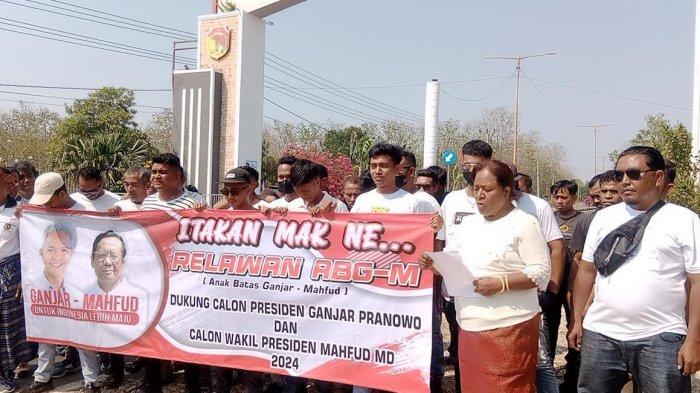 ITAKAN MAK NE...
RELAWAN ABG-M
( Anak Batas Ganjar - Mahfud )
DUKUNG CALON PRESIDEN GANJAR PRANOWO
DAN
CALON WAKIL PRESIDEN MAHFUD MD
2024
GANJAR - MAHFUD
UNTUK INDONESIA LEBIH MAJU